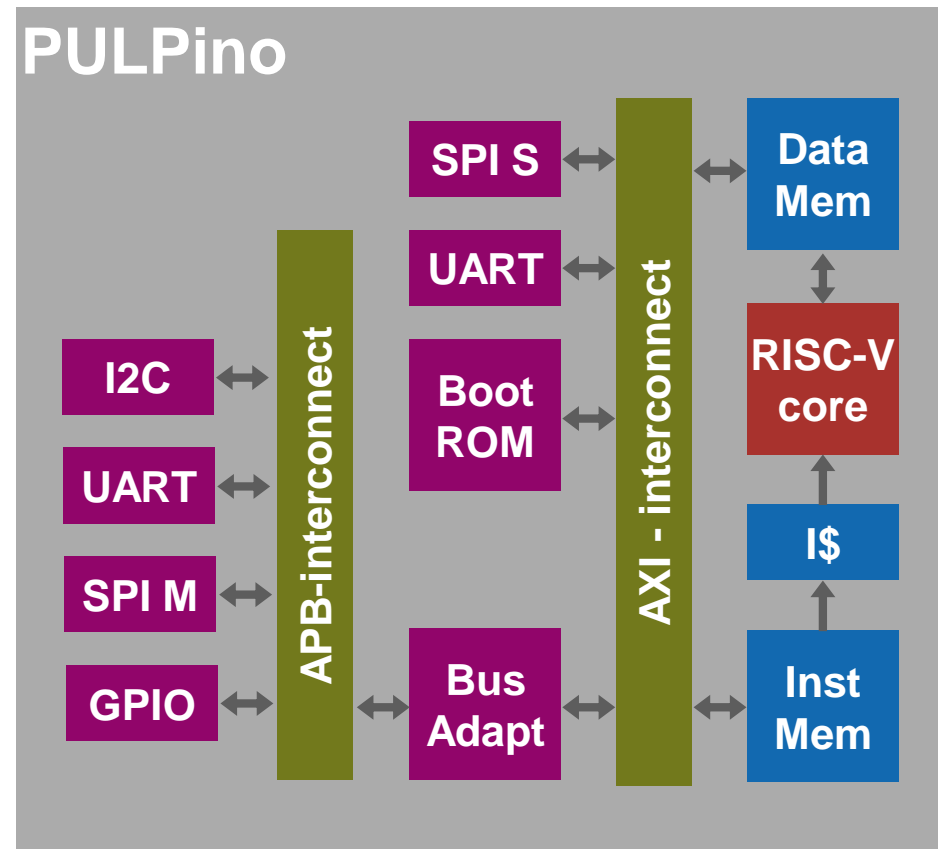 PULPino
SPI S
Data
Mem
UART
I2C
Boot
ROM
RISC-V
core
UART
I$
SPI M
GPIO
Bus
Adapt
Inst
Mem
APB-interconnect
AXI - interconnect